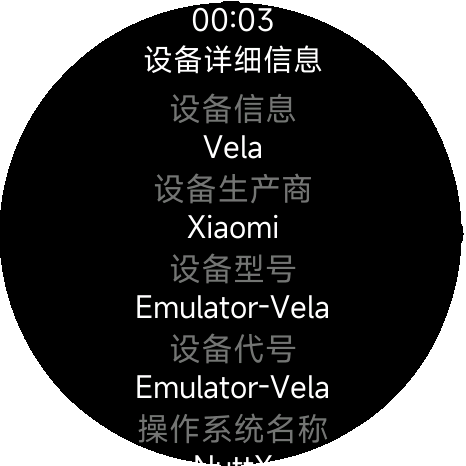 00:03
设备详细信息
设备信息
Vela
设备生产商
Xiaomi
设备型号
Emulator-Vela
设备代号
Emulator-Vela
操作系统名称
NuttX